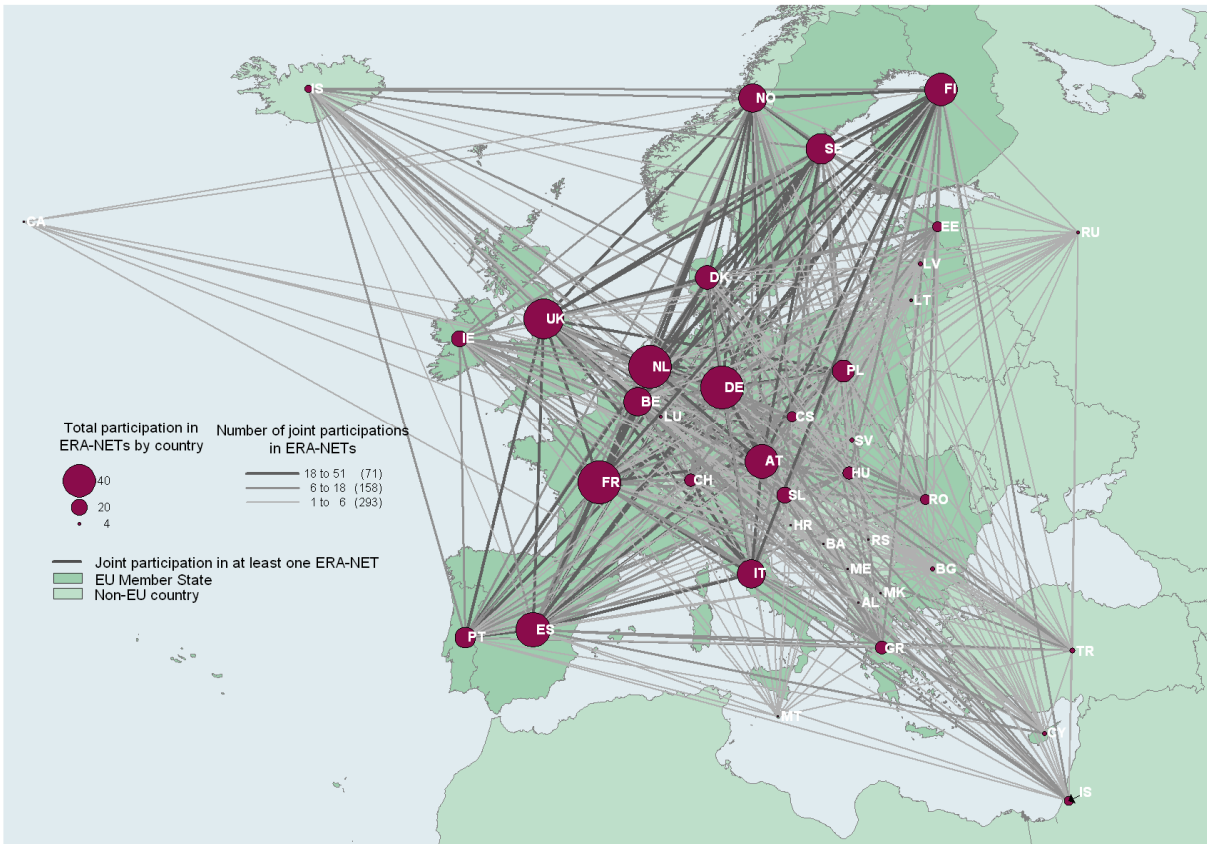 IS
NO
FI
SE
CA
EE
RU
LV
DK
LT
UK
IE
NL
PL
DE
BE
LU
CS
Total participation in
ERA-NETs by country
40
20
4
Number of joint participations
in ERA-NETs
18 to 51 (71)
6 to 18 (158)
1 to 6 (293)
SV
AT
HU
FR
CH
SL
RO
HR
RS
BA
Joint participation in at least one ERA-NET
EU Member State
Non-EU country
IT
ME
BG
MK
AL
ES
PT
GR
TR
MT
CY
IS